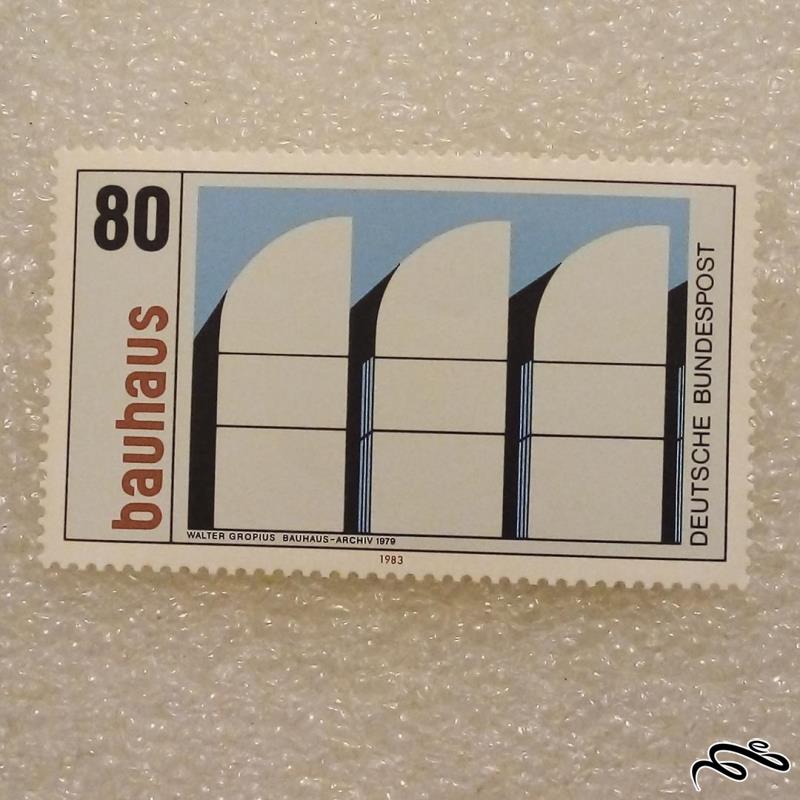 80
bauhaus
DEUTSCHE BUNDESPOST
WALTER GROPIUS BAUHAUS-ARCHIV 1979
1983